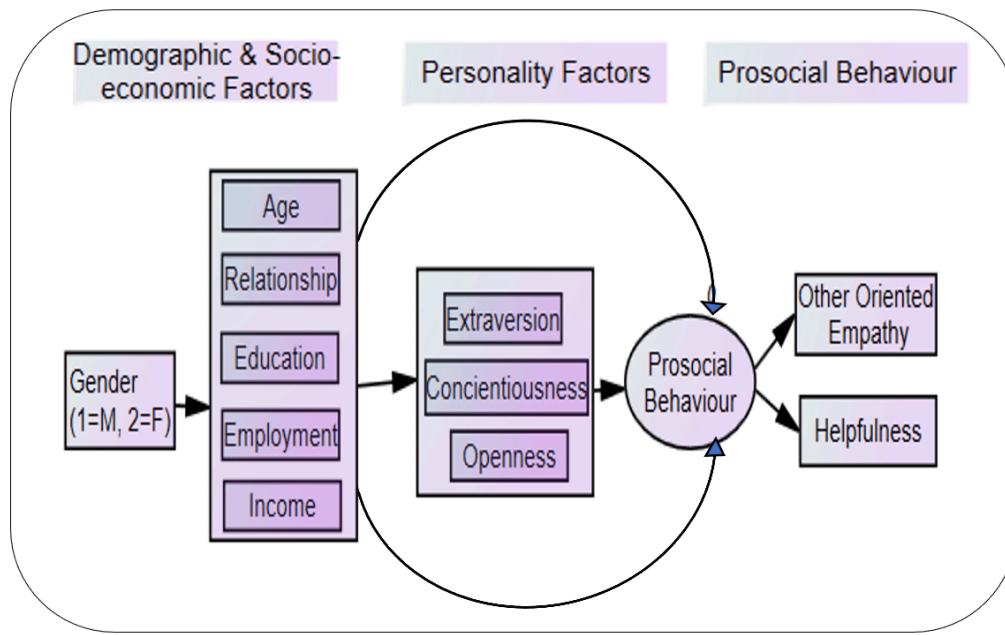 Demographic & Socio-
economic Factors
Personality Factors
Prosocial Behaviour
Gender
(1=M, 2=F)
Age
Relationship
Education
Employment
Income
Extraversion
Concientiousness
Openness
Prosocial
Behaviour
Other Oriented
Empathy
Helpfulness